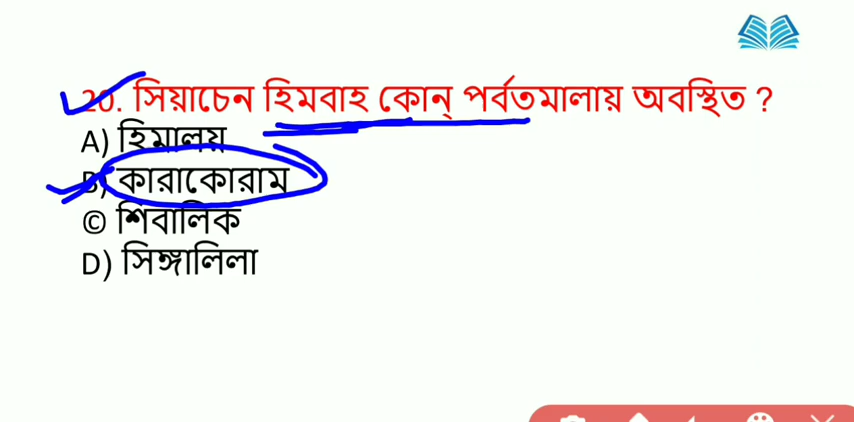 20. সিয়াচেন হিমবাহ কোন্ পর্বতমালায় অবস্থিত ?
A) হিমালয়
B) কারাকোরাম
© শিবালিক
D) সিঙ্গালিলা